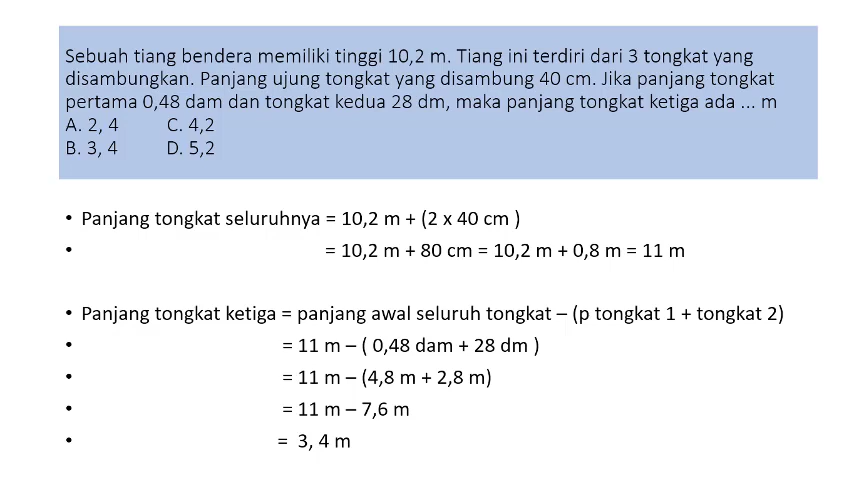 Sebuah tiang bendera memiliki tinggi 10,2 m. Tiang ini terdiri dari 3 tongkat yang
disambungkan. Panjang ujung tongkat yang disambung 40 cm. Jika panjang tongkat
pertama 0,48 dam dan tongkat kedua 28 dm, maka panjang tongkat ketiga ada ... m
A. 2, 4 C. 4,2
B. 3, 4 D. 5,2
• Panjang tongkat seluruhnya = 10,2 m + (2 x 40 cm )
• = 10,2 m + 80 cm = 10,2 m + 0,8 m = 11 m
• Panjang tongkat ketiga = panjang awal seluruh tongkat – (p tongkat 1 + tongkat 2)
• = 11 m – ( 0,48 dam + 28 dm )
• = 11 m – (4,8 m + 2,8 m)
• = 11 m – 7,6 m
• = 3, 4 m